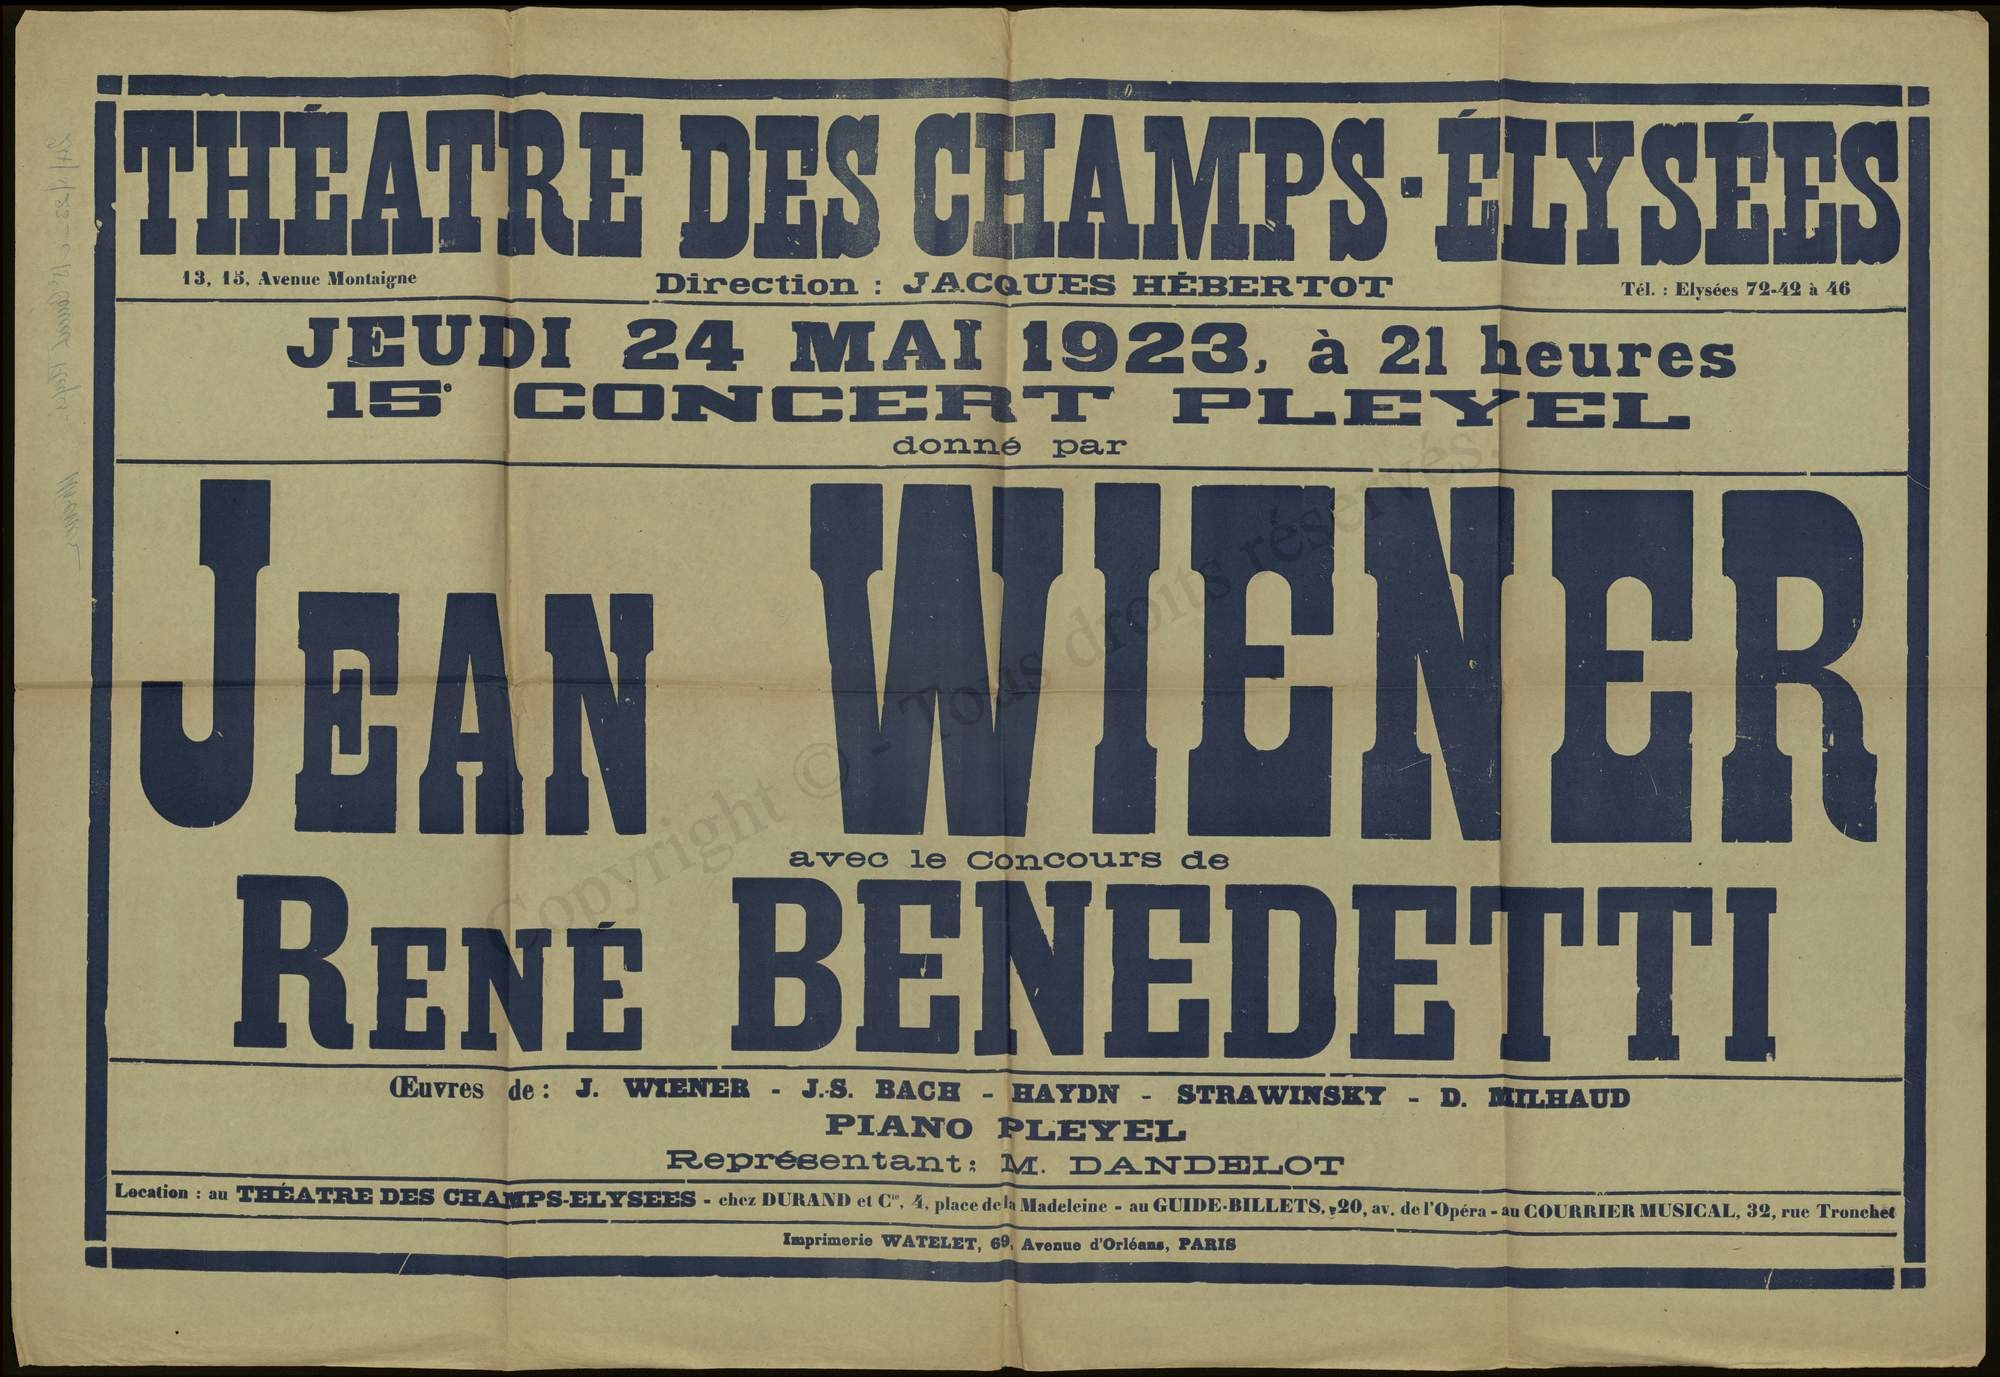 THÉATRE DES CHAMPS-ÉLYSÉES
13, 15, Avenue Montaigne
Direction : JACQUES HÉBERTOT
Tél. : Elysées 72-42 à 46
JEUDI 24 MAI 1923, à 21 heures
15e CONCERT PLEYEL
donné par
JEAN WIENER
avec le Concours de
RENÉ BENEDETTI
Œuvres de : J. WIENER - J.-S. BACH - HAYDN - STRAWINSKY - D. MILHAUD
PIANO PLEYEL
Représentant : M. DANDELOT
Location : au THÉATRE DES CHAMPS-ELYSEES - chez DURAND et Cie, 4, place de la Madeleine - au GUIDE-BILLETS, 20, av. de l'Opéra - au COURRIER MUSICAL, 32, rue Tronchet
Imprimerie WATELET, 69, Avenue d'Orléans, PARIS
Copyright © - Tous droits réservés.